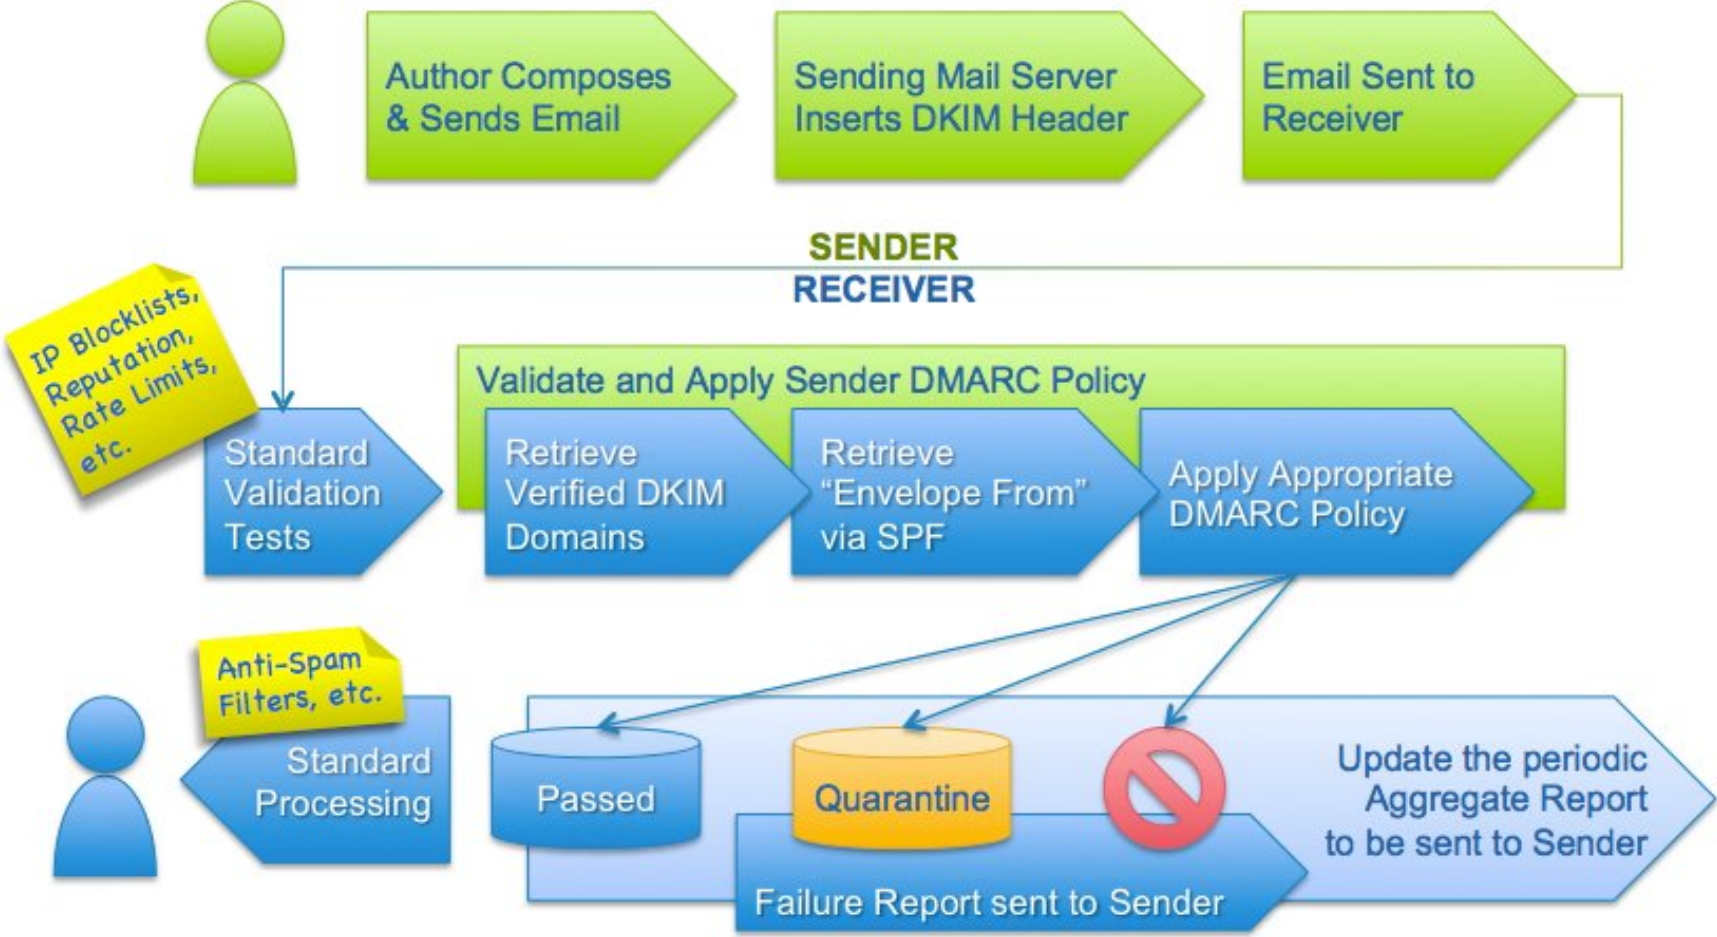 Author Composes
& Sends Email
Sending Mail Server
Inserts DKIM Header
Email Sent to
Receiver
SENDER
RECEIVER
IP Blocklists,
Reputation,
Rate Limits,
etc.
Validate and Apply Sender DMARC Policy
Standard
Validation
Tests
Retrieve
Verified DKIM
Domains
Retrieve
“Envelope From”
via SPF
Apply Appropriate
DMARC Policy
Anti-Spam
Filters, etc.
Standard
Processing
Passed
Quarantine
Update the periodic
Aggregate Report
to be sent to Sender
Failure Report sent to Sender